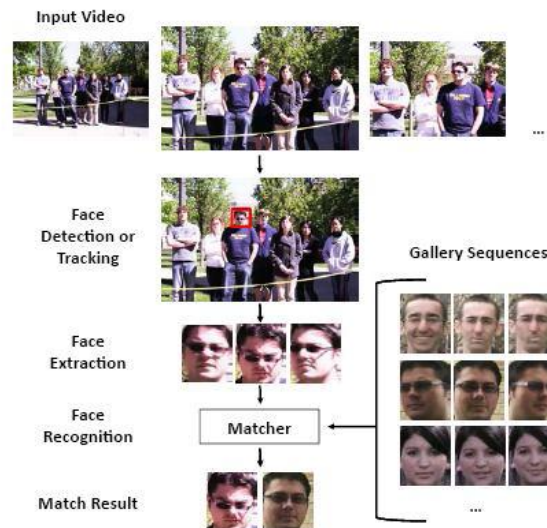 Input Video
...
Face
Detection or
Tracking
Gallery Sequences
Face
Extraction
Face
Recognition
Matcher
Match Result
...